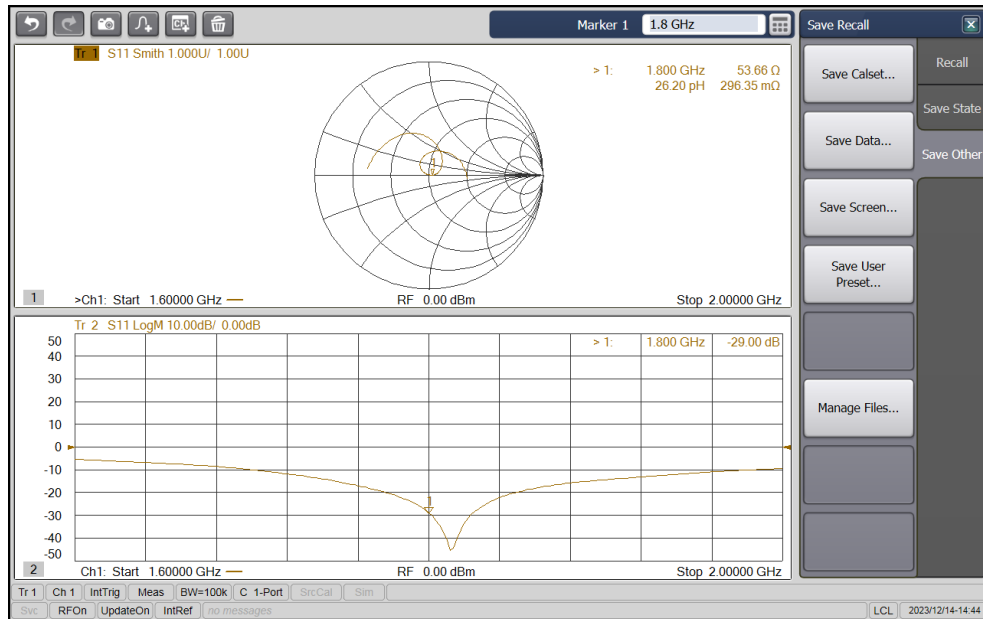 Marker 1 1.8 GHz
Save Recall
Tr 1 S11 Smith 1.000U/ 1.00U
> 1: 1.800 GHz 53.66 Ω
26.20 pH 296.35 mΩ
1
1
>Ch1: Start 1.60000 GHz
RF 0.00 dBm
Stop 2.00000 GHz
Tr 2 S11 LogM 10.00dB/ 0.00dB
> 1: 1.800 GHz -29.00 dB
50
40
30
20
10
0
-10
-20
-30
-40
-50
1
2
Ch1: Start 1.60000 GHz
RF 0.00 dBm
Stop 2.00000 GHz
Save Calset...
Save Data...
Save Screen...
Save User
Preset...
Manage Files...
Recall
Save State
Save Other
Tr 1 Ch 1 IntTrig Meas BW=100k C 1-Port SrcCal Sim
Svc RFOn UpdateOn IntRef no messages LCL 2023/12/14-14:44